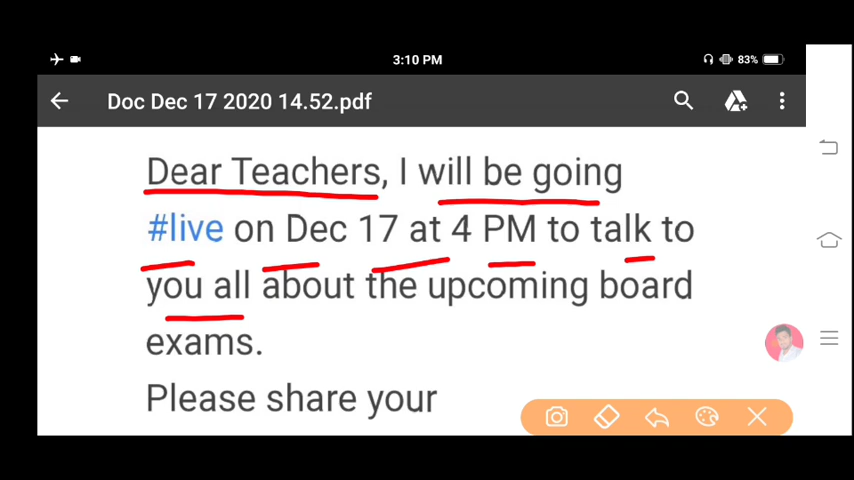 3:10 PM
83%
Doc Dec 17 2020 14.52.pdf
Dear Teachers, I will be going
#live on Dec 17 at 4 PM to talk to
you all about the upcoming board
exams.
Please share your